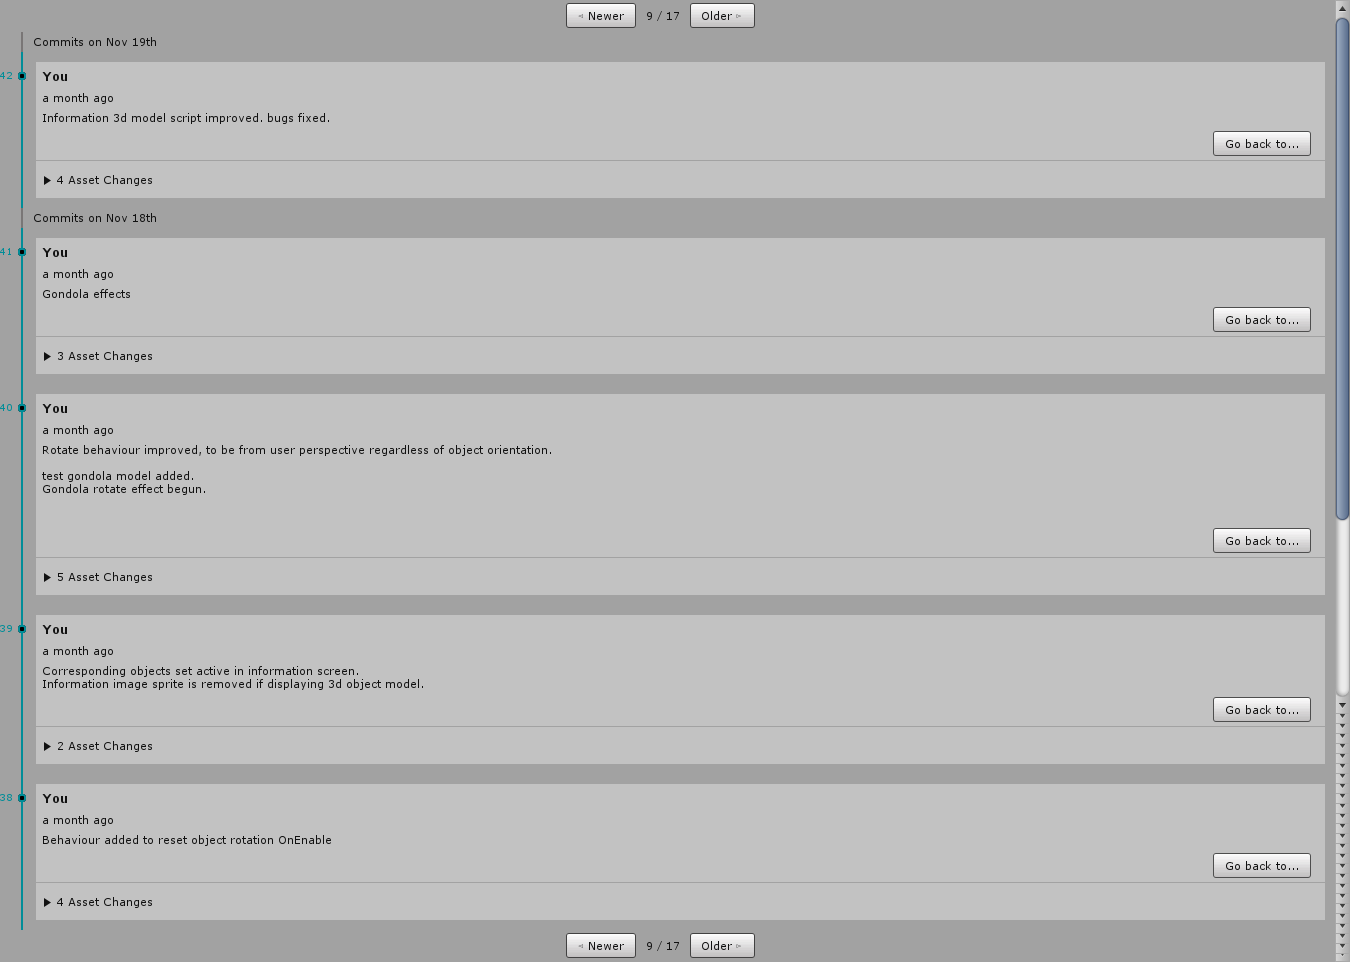 Newer 9 / 17 Older
Commits on Nov 19th
42
You
a month ago
Information 3d model script improved. bugs fixed.
Go back to...
4 Asset Changes
Commits on Nov 18th
41
You
a month ago
Gondola effects
Go back to...
3 Asset Changes
40
You
a month ago
Rotate behaviour improved, to be from user perspective regardless of object orientation.
test gondola model added.
Gondola rotate effect begun.
Go back to...
5 Asset Changes
39
You
a month ago
Corresponding objects set active in information screen.
Information image sprite is removed if displaying 3d object model.
Go back to...
2 Asset Changes
38
You
a month ago
Behaviour added to reset object rotation OnEnable
Go back to...
4 Asset Changes
Newer 9 / 17 Older